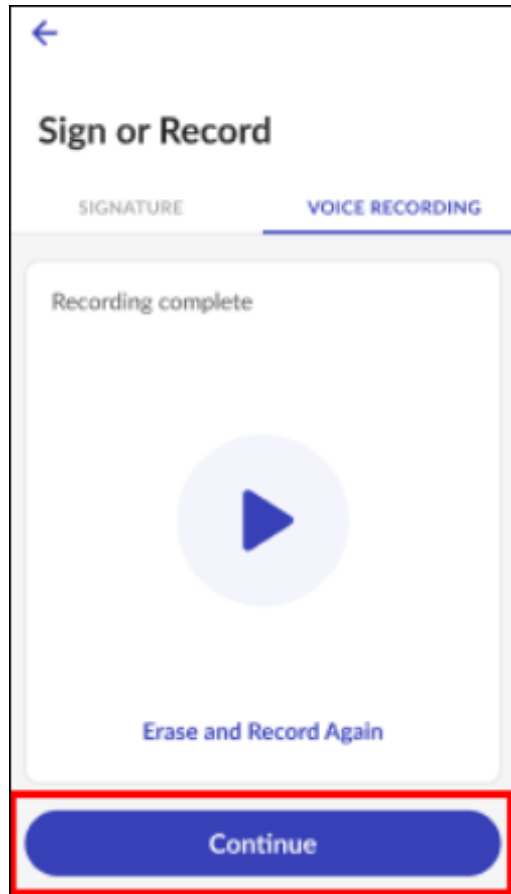 Sign or Record
SIGNATURE VOICE RECORDING
Recording complete
Erase and Record Again
Continue